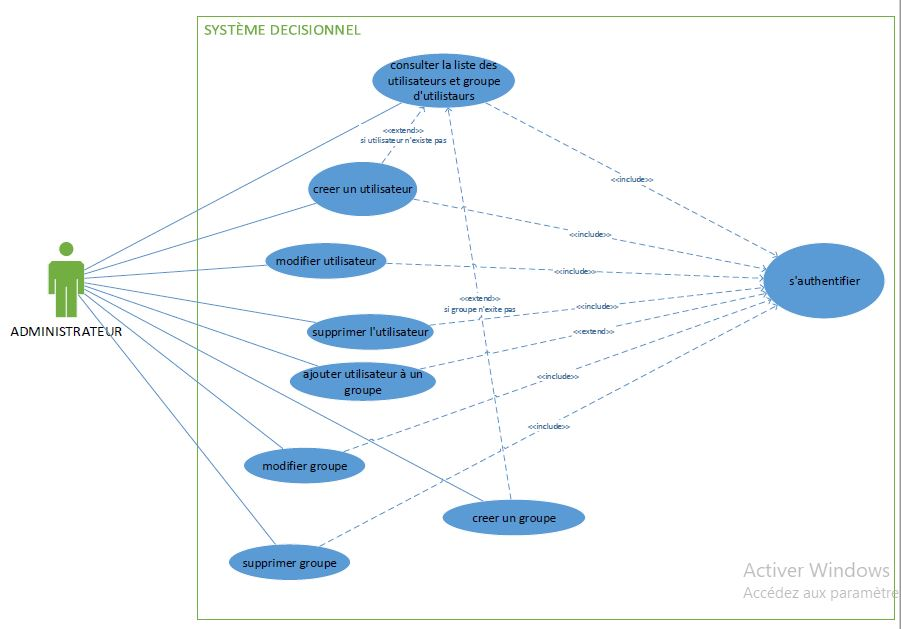 SYSTÈME DECISIONNEL
consulter la liste des
utilisateurs et groupe
d'utilistaurs
<<extend>>
si utilisateur n'existe pas
<<include>>
creer un utilisateur
<<include>>
modifier utilisateur
<<include>>
s'authentifier
ADMINISTRATEUR
<<extend>>
si groupe n'exite pas
<<include>>
supprimer l'utilisateur
<<extend>>
ajouter utilisateur à un
groupe
<<include>>
<<include>>
modifier groupe
creer un groupe
supprimer groupe
Activer Windows
Accédez aux paramètre